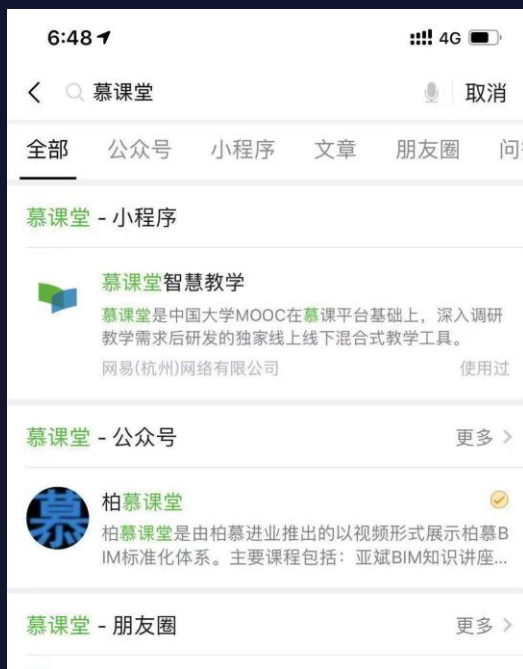 6:48
4G
慕课堂
取消
全部 公众号 小程序 文章 朋友圈 问
慕课堂 - 小程序
慕课堂智慧教学
慕课堂是中国大学MOOC在慕课平台基础上，深入调研
教学需求后研发的独家线上线下混合式教学工具。
网易(杭州)网络有限公司 使用过
慕课堂 - 公众号 更多
慕
柏慕课堂
柏慕课堂是由柏慕进业推出的以视频形式展示柏慕B
IM标准化体系。主要课程包括：亚斌BIM知识讲座...
慕课堂 - 朋友圈 更多